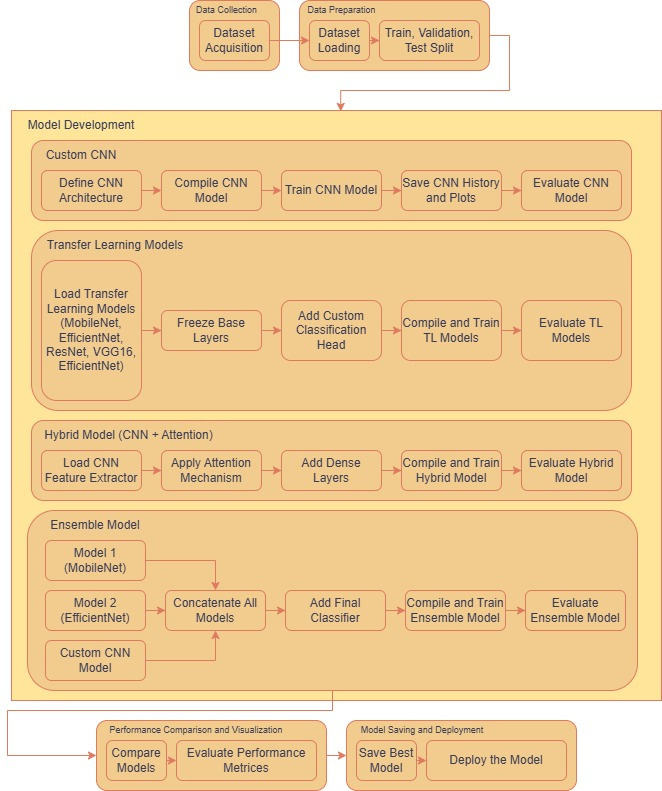 Data Collection
Dataset
Acquisition
Data Preparation
Dataset
Loading
Train, Validation,
Test Split
Model Development
Custom CNN
Define CNN
Architecture
Compile CNN
Model
Train CNN Model
Save CNN History
and Plots
Evaluate CNN
Model
Transfer Learning Models
Load Transfer
Learning Models
(MobileNet,
EfficientNet,
ResNet, VGG16,
EfficientNet)
Freeze Base
Layers
Add Custom
Classification
Head
Compile and Train
TL Models
Evaluate TL
Models
Hybrid Model (CNN + Attention)
Load CNN
Feature Extractor
Apply Attention
Mechanism
Add Dense
Layers
Compile and Train
Hybrid Model
Evaluate Hybrid
Model
Ensemble Model
Model 1
(MobileNet)
Model 2
(EfficientNet)
Custom CNN
Model
Concatenate All
Models
Add Final
Classifier
Compile and Train
Ensemble Model
Evaluate
Ensemble Model
Performance Comparison and Visualization
Compare
Models
Evaluate Performance
Metrices
Model Saving and Deployment
Save Best
Model
Deploy the Model